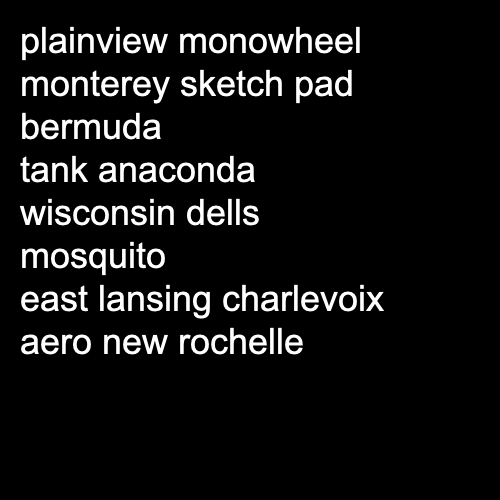 plainview monowheel
monterey sketch pad
bermuda
tank anaconda
wisconsin dells
mosquito
east lansing charlevoix
aero new rochelle